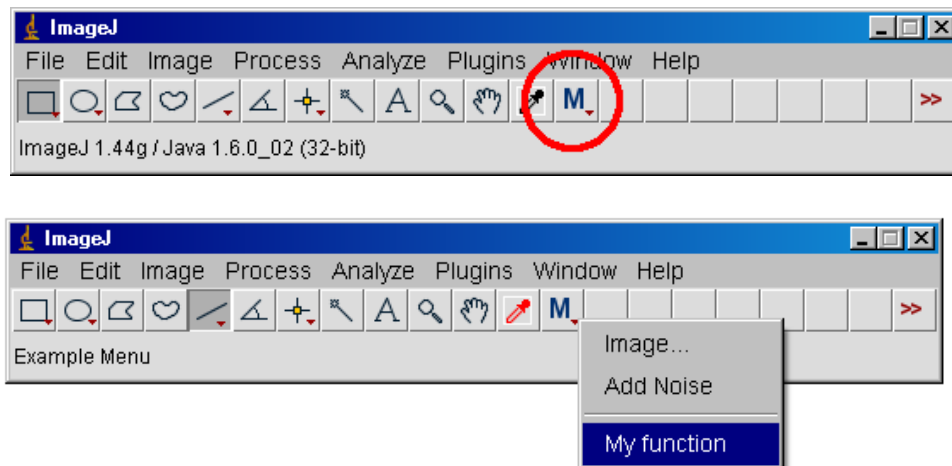 ImageJ
File Edit Image Process Analyze Plugins Window Help
A M >>
ImageJ 1.44g / Java 1.6.0_02 (32-bit)
ImageJ
File Edit Image Process Analyze Plugins Window Help
A M >>
Example Menu
Image...
Add Noise
My function